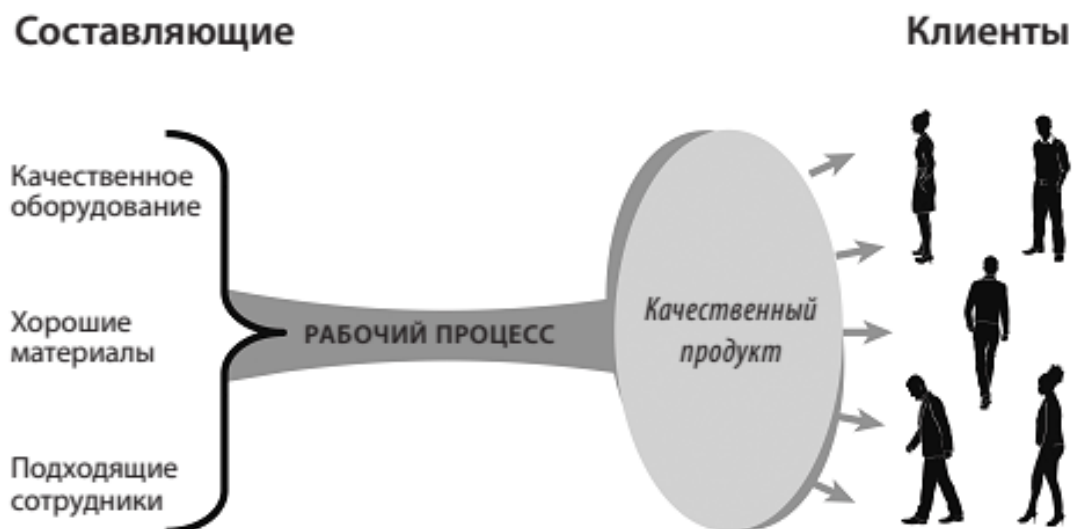 Составляющие
Клиенты
Качественное
оборудование
Хорошие
материалы
Подходящие
сотрудники
РАБОЧИЙ ПРОЦЕСС
Качественный
продукт